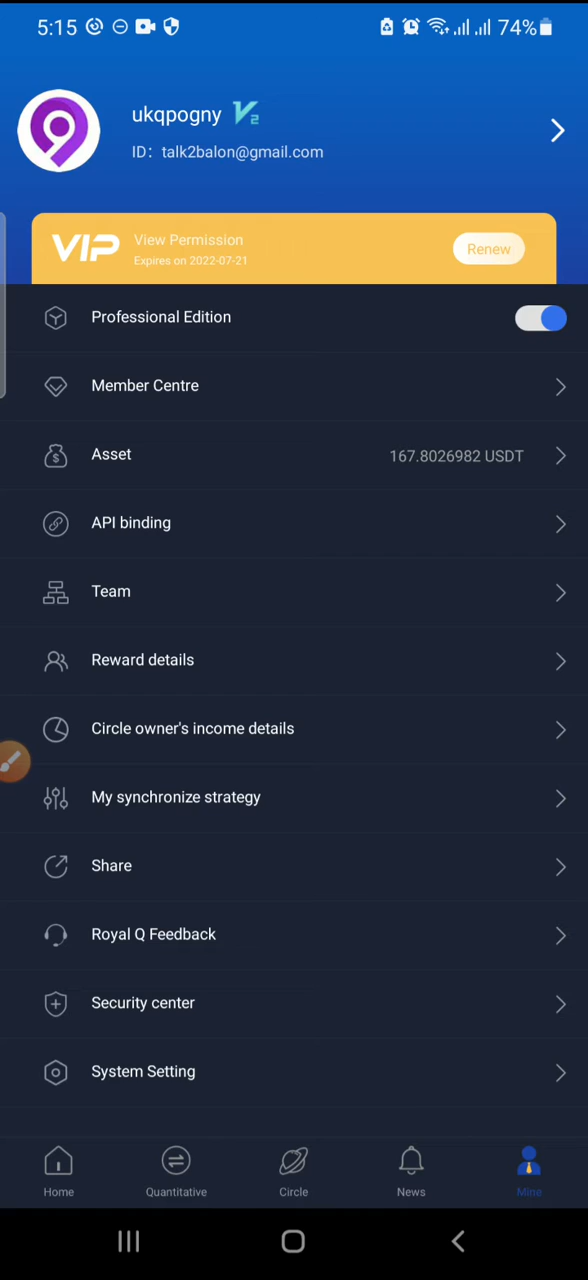 5:15 74%
ukqpogny V2
ID: talk2balon@gmail.com
VIP View Permission
Expires on 2022-07-21
Renew
Professional Edition
Member Centre
Asset 167.8026982 USDT
API binding
Team
Reward details
Circle owner's income details
My synchronize strategy
Share
Royal Q Feedback
Security center
System Setting
Home Quantitative Circle News Mine